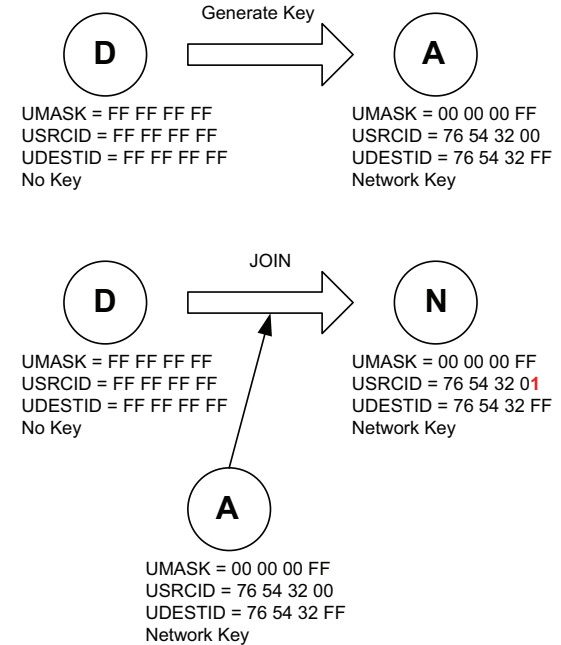 Generate Key
D
A
UMASK = FF FF FF FF
USRCID = FF FF FF FF
UDESTID = FF FF FF FF
No Key
UMASK = 00 00 00 FF
USRCID = 76 54 32 00
UDESTID = 76 54 32 FF
Network Key
JOIN
D
N
UMASK = FF FF FF FF
USRCID = FF FF FF FF
UDESTID = FF FF FF FF
No Key
UMASK = 00 00 00 FF
USRCID = 76 54 32 01
UDESTID = 76 54 32 FF
Network Key
A
UMASK = 00 00 00 FF
USRCID = 76 54 32 00
UDESTID = 76 54 32 FF
Network Key